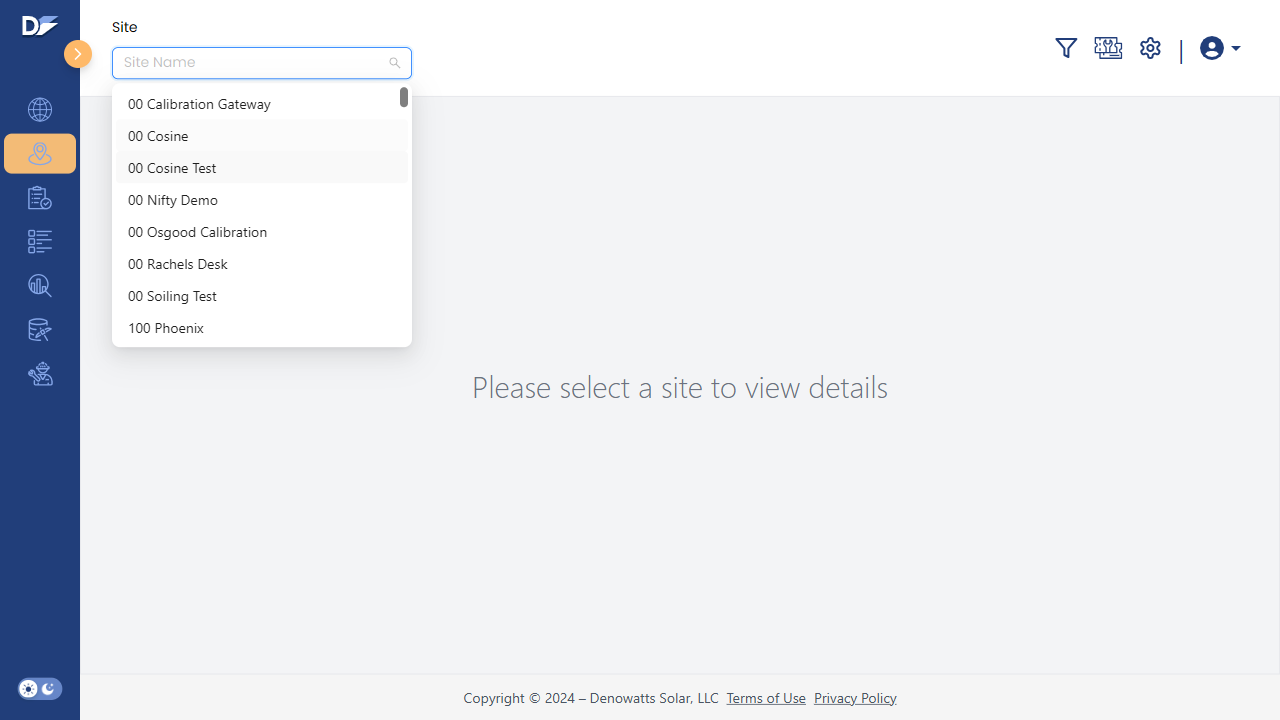 Site
Site Name
00 Calibration Gateway
00 Cosine
00 Cosine Test
00 Nifty Demo
00 Osgood Calibration
00 Rachels Desk
00 Soiling Test
100 Phoenix
Please select a site to view details
Copyright © 2024 – Denowatts Solar, LLC Terms of Use Privacy Policy